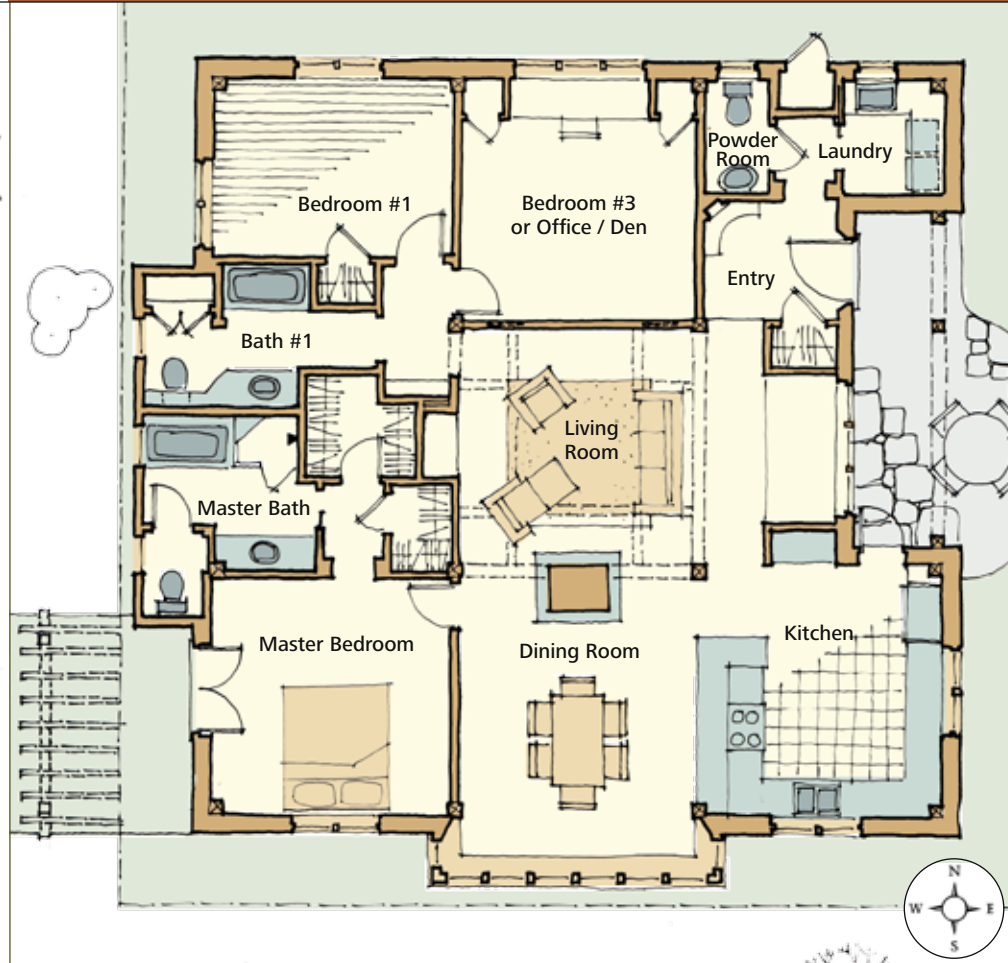 Powder
Room
Laundry
Bedroom #1
Bedroom #3
or Office / Den
Entry
Bath #1
Living
Room
Master Bath
Master Bedroom
Dining Room
Kitchen
N
W
E
S